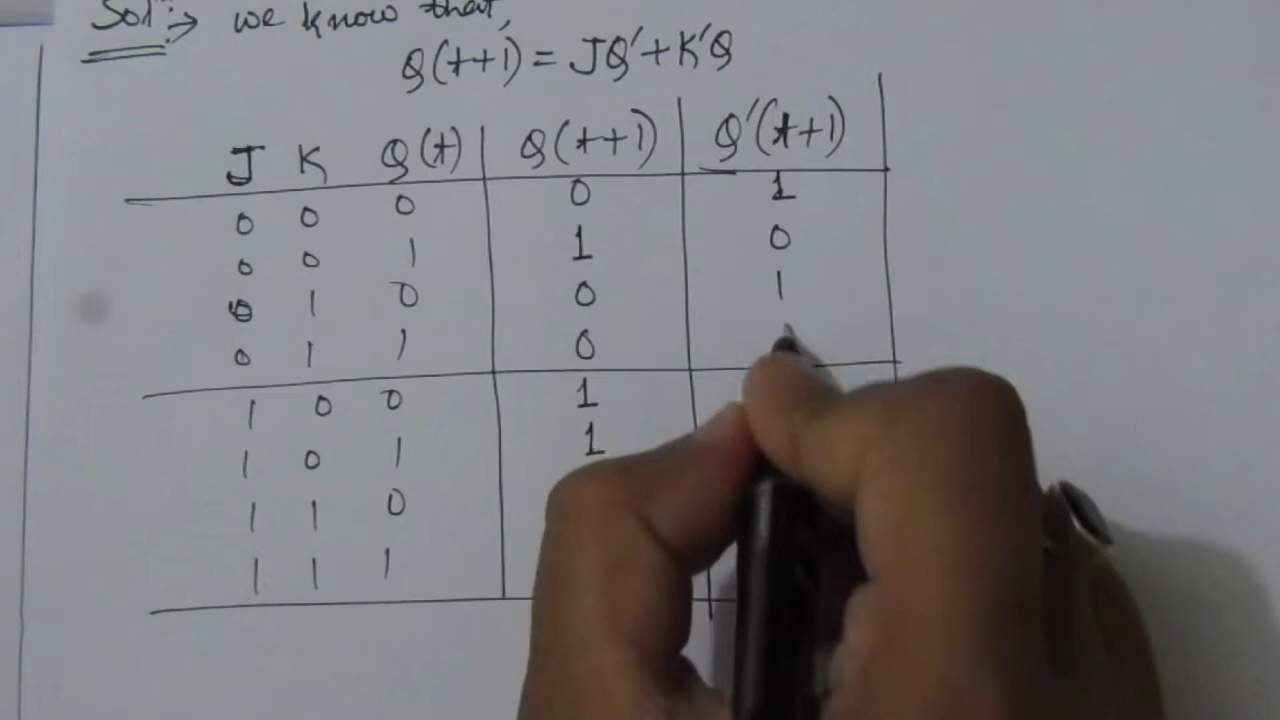 Sol:→ we know that,
Q(t+1) = JQ'+K'Q
J K Q(t) Q(t+1) Q'(t+1)
0 0 0 0 1
0 0 1 1 0
0 1 0 0 1
0 1 1 0
1 0 0 1
1 0 1 1
1 1 0
1 1 1